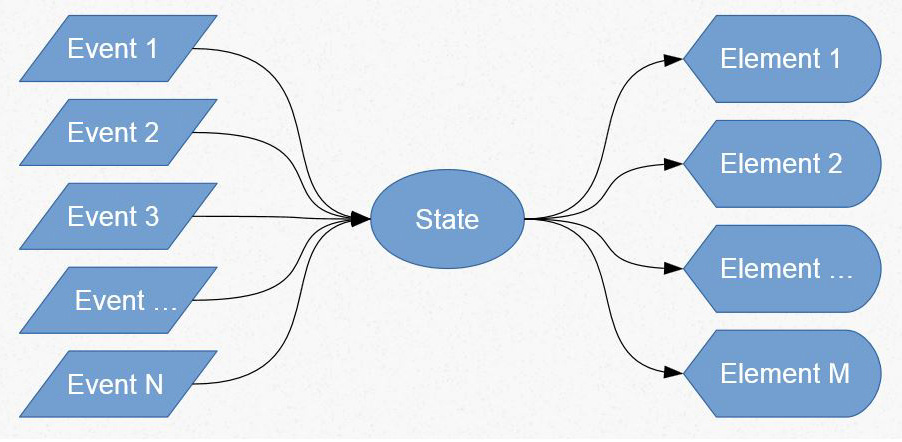 Event 1
Event 2
Event 3
Event ...
Event N
State
Element 1
Element 2
Element ...
Element M